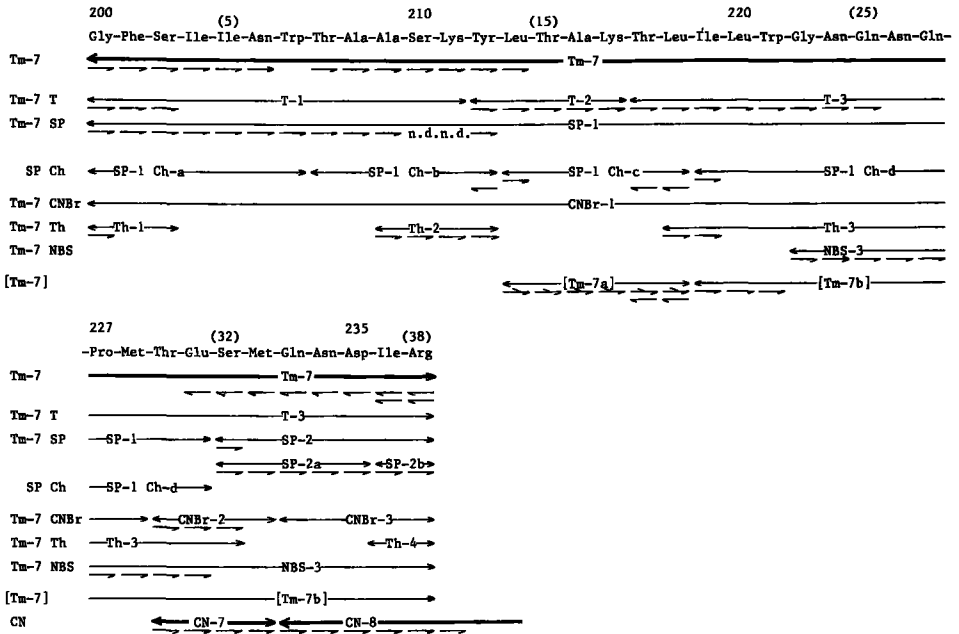 200 (5) 210 (15) 220 (25)
Gly-Phe-Ser-Ile-Ile-Asn-Trp-Thr-Ala-Ala-Ser-Lys-Tyr-Leu-Thr-Ala-Lys-Thr-Leu-Ile-Leu-Trp-Gly-Asn-Gln-Asn-Gln-
Tm-7 Tm-7
Tm-7 T T-1 T-2 T-3
Tm-7 SP SP-1
n.d.n.d.
SP Ch SP-1 Ch-a SP-1 Ch-b SP-1 Ch-c SP-1 Ch-d
Tm-7 CNBr CNBr-1
Tm-7 Th Th-1 Th-2 Th-3
Tm-7 NBS NBS-3
[Tm-7] [Tm-7a] [Tm-7b]
227 (32) 235 (38)
-Pro-Met-Thr-Glu-Ser-Met-Gln-Asn-Asp-Ile-Arg
Tm-7 Tm-7
Tm-7 T T-3
Tm-7 SP SP-1 SP-2
SP-2a SP-2b
SP Ch SP-1 Ch-d
Tm-7 CNBr CNBr-2 CNBr-3
Tm-7 Th Th-3 Th-4
Tm-7 NBS NBS-3
[Tm-7] [Tm-7b]
CN CN-7 CN-8